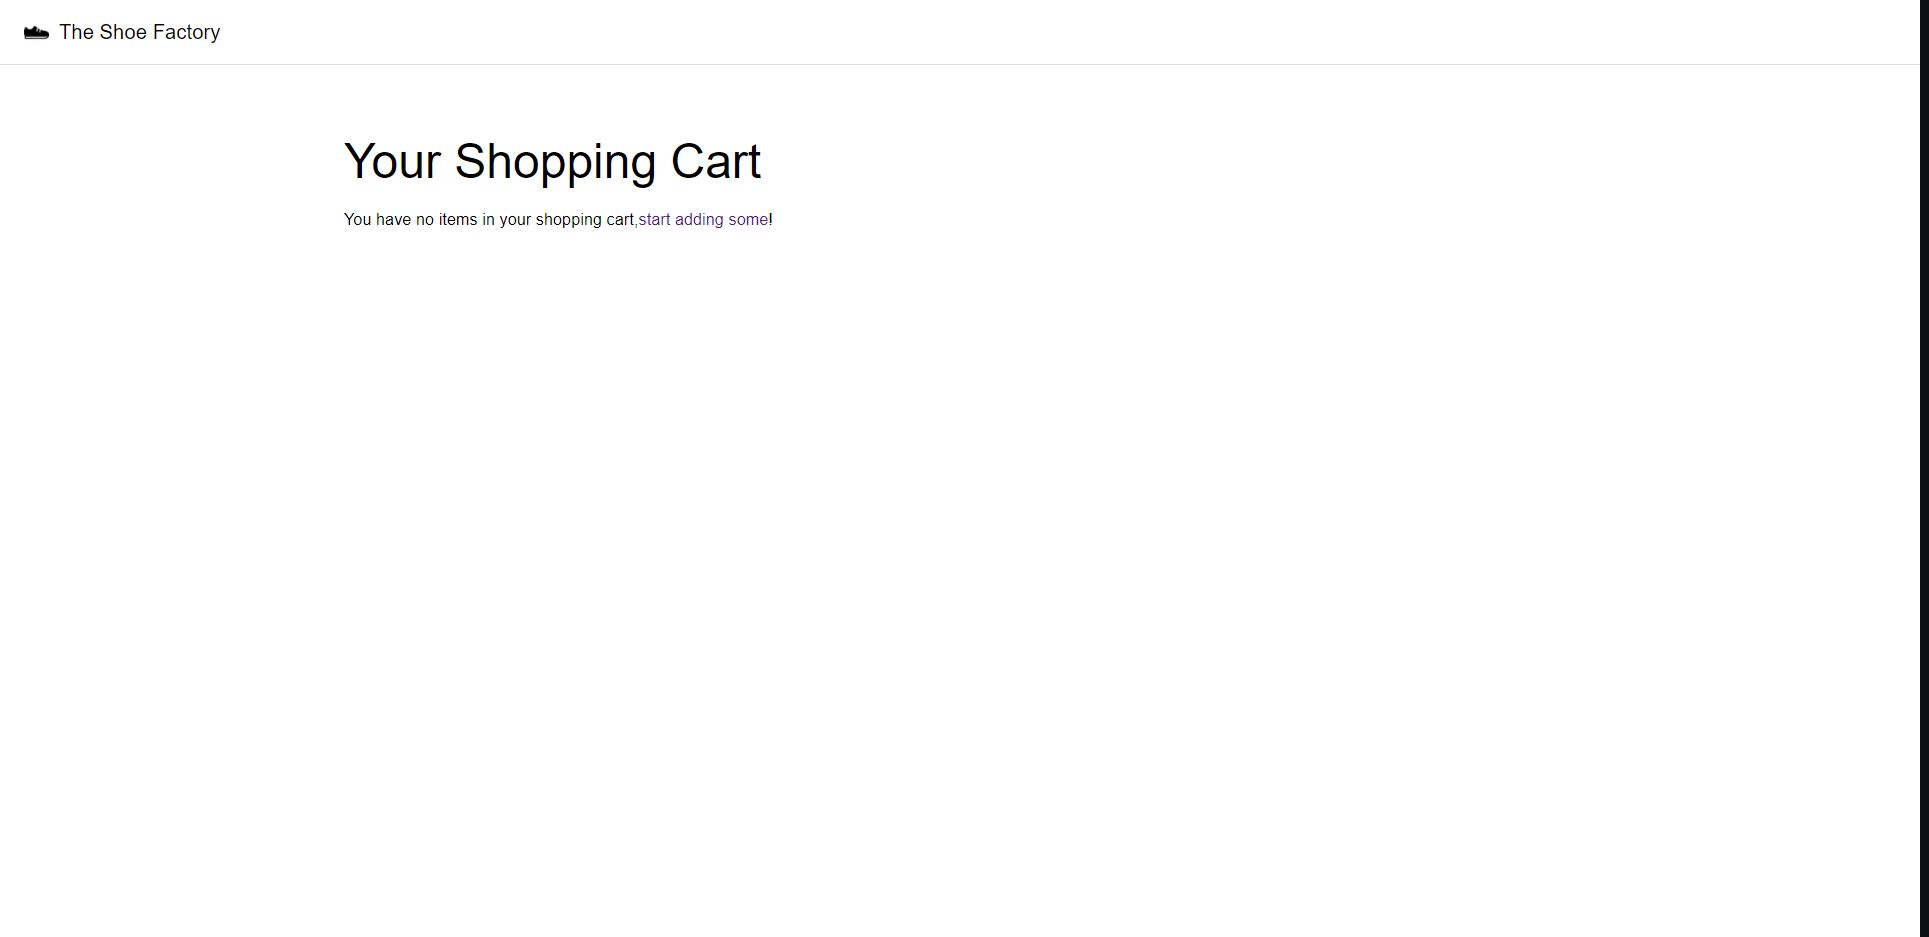 The Shoe Factory
Your Shopping Cart
You have no items in your shopping cart,start adding some!